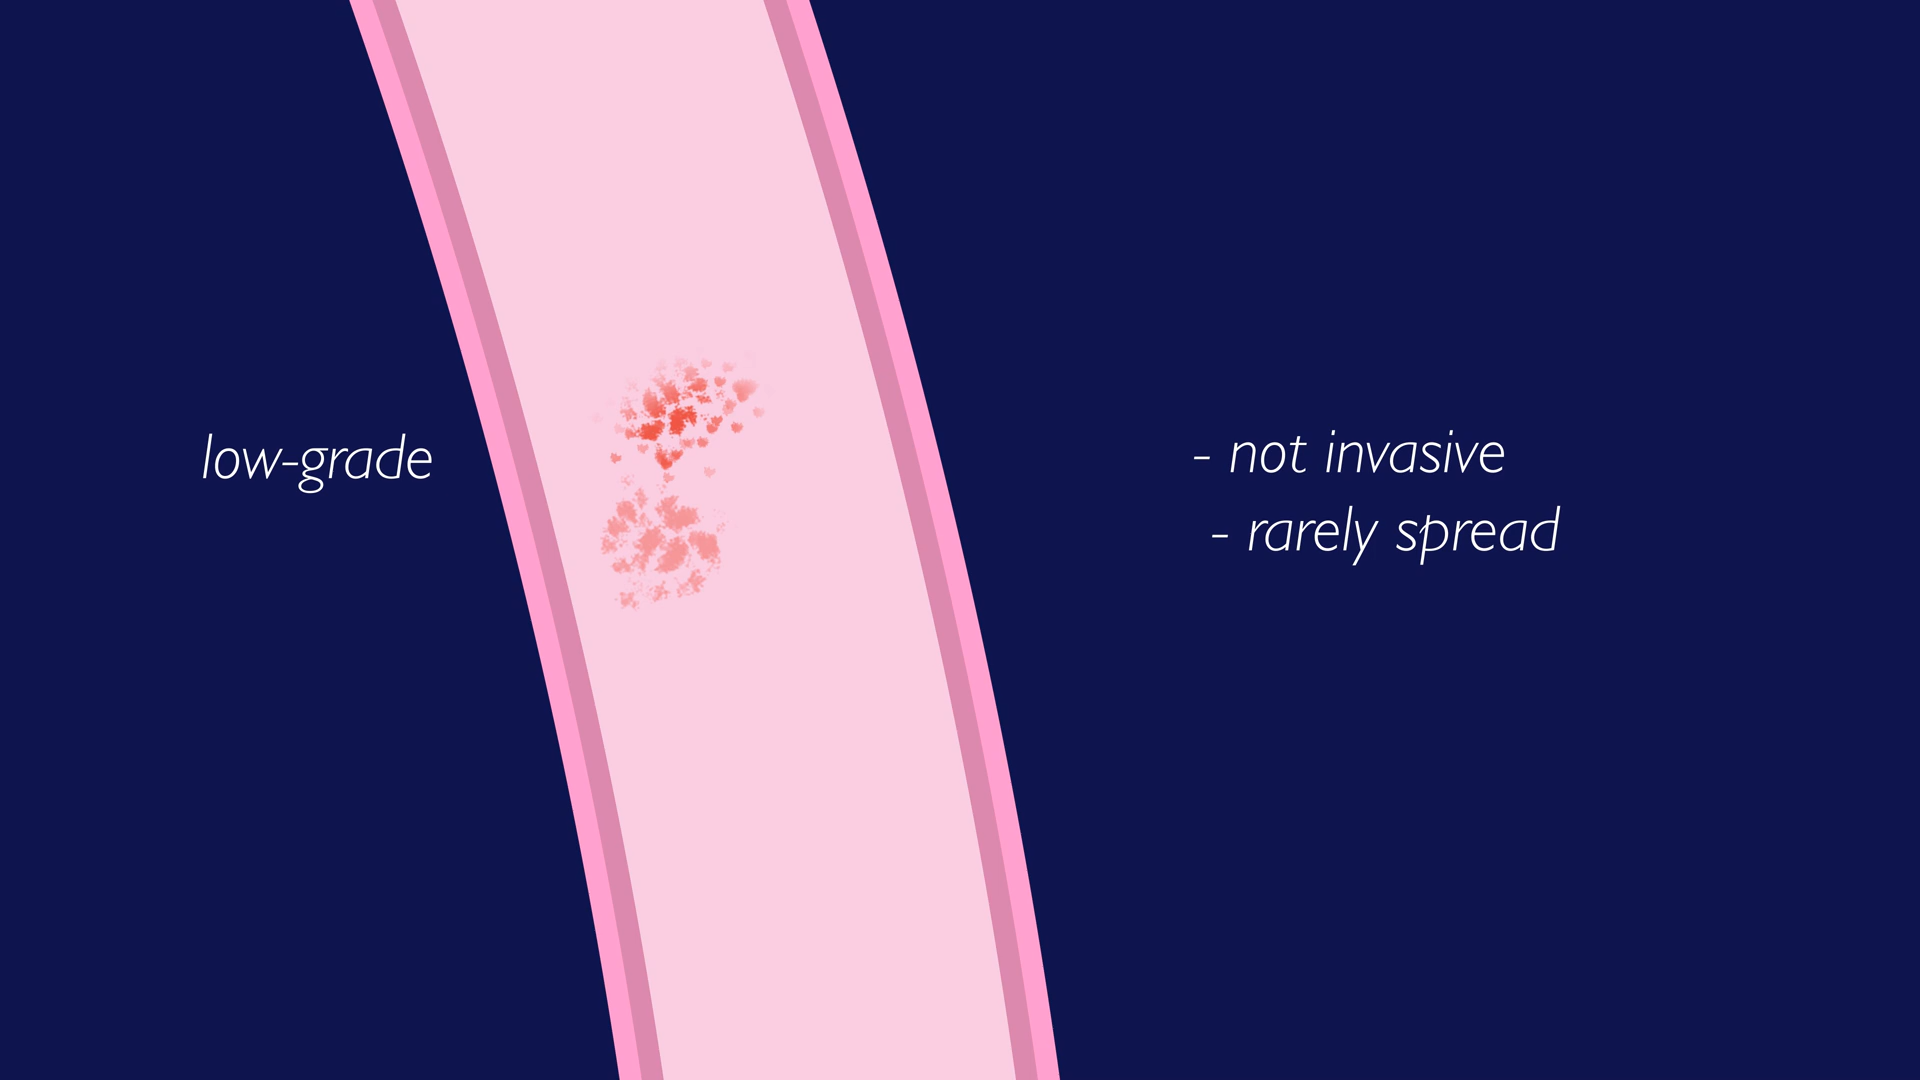 low-grade
- not invasive
- rarely spread